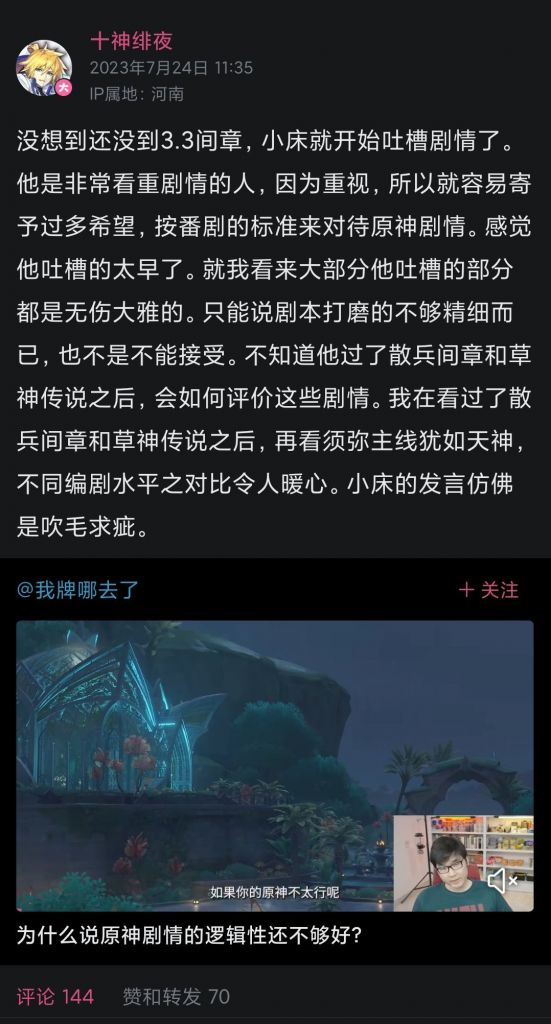 十神绯夜
大
2023年7月24日 11:35
IP属地：河南
没想到还没到3.3间章，小床就开始吐槽剧情了。
他是非常看重剧情的人，因为重视，所以就容易寄
予过多希望，按番剧的标准来对待原神剧情。感觉
他吐槽的太早了。就我看来大部分他吐槽的部分
都是无伤大雅的。只能说剧本打磨的不够精细而
已，也不是不能接受。不知道他过了散兵间章和草
神传说之后，会如何评价这些剧情。我在看过了散
兵间章和草神传说之后，再看须弥主线犹如天神，
不同编剧水平之对比令人暖心。小床的发言仿佛
是吹毛求疵。
@我牌哪去了
＋关注
如果你的原神不太行呢
为什么说原神剧情的逻辑性还不够好?
评论 144 赞和转发 70